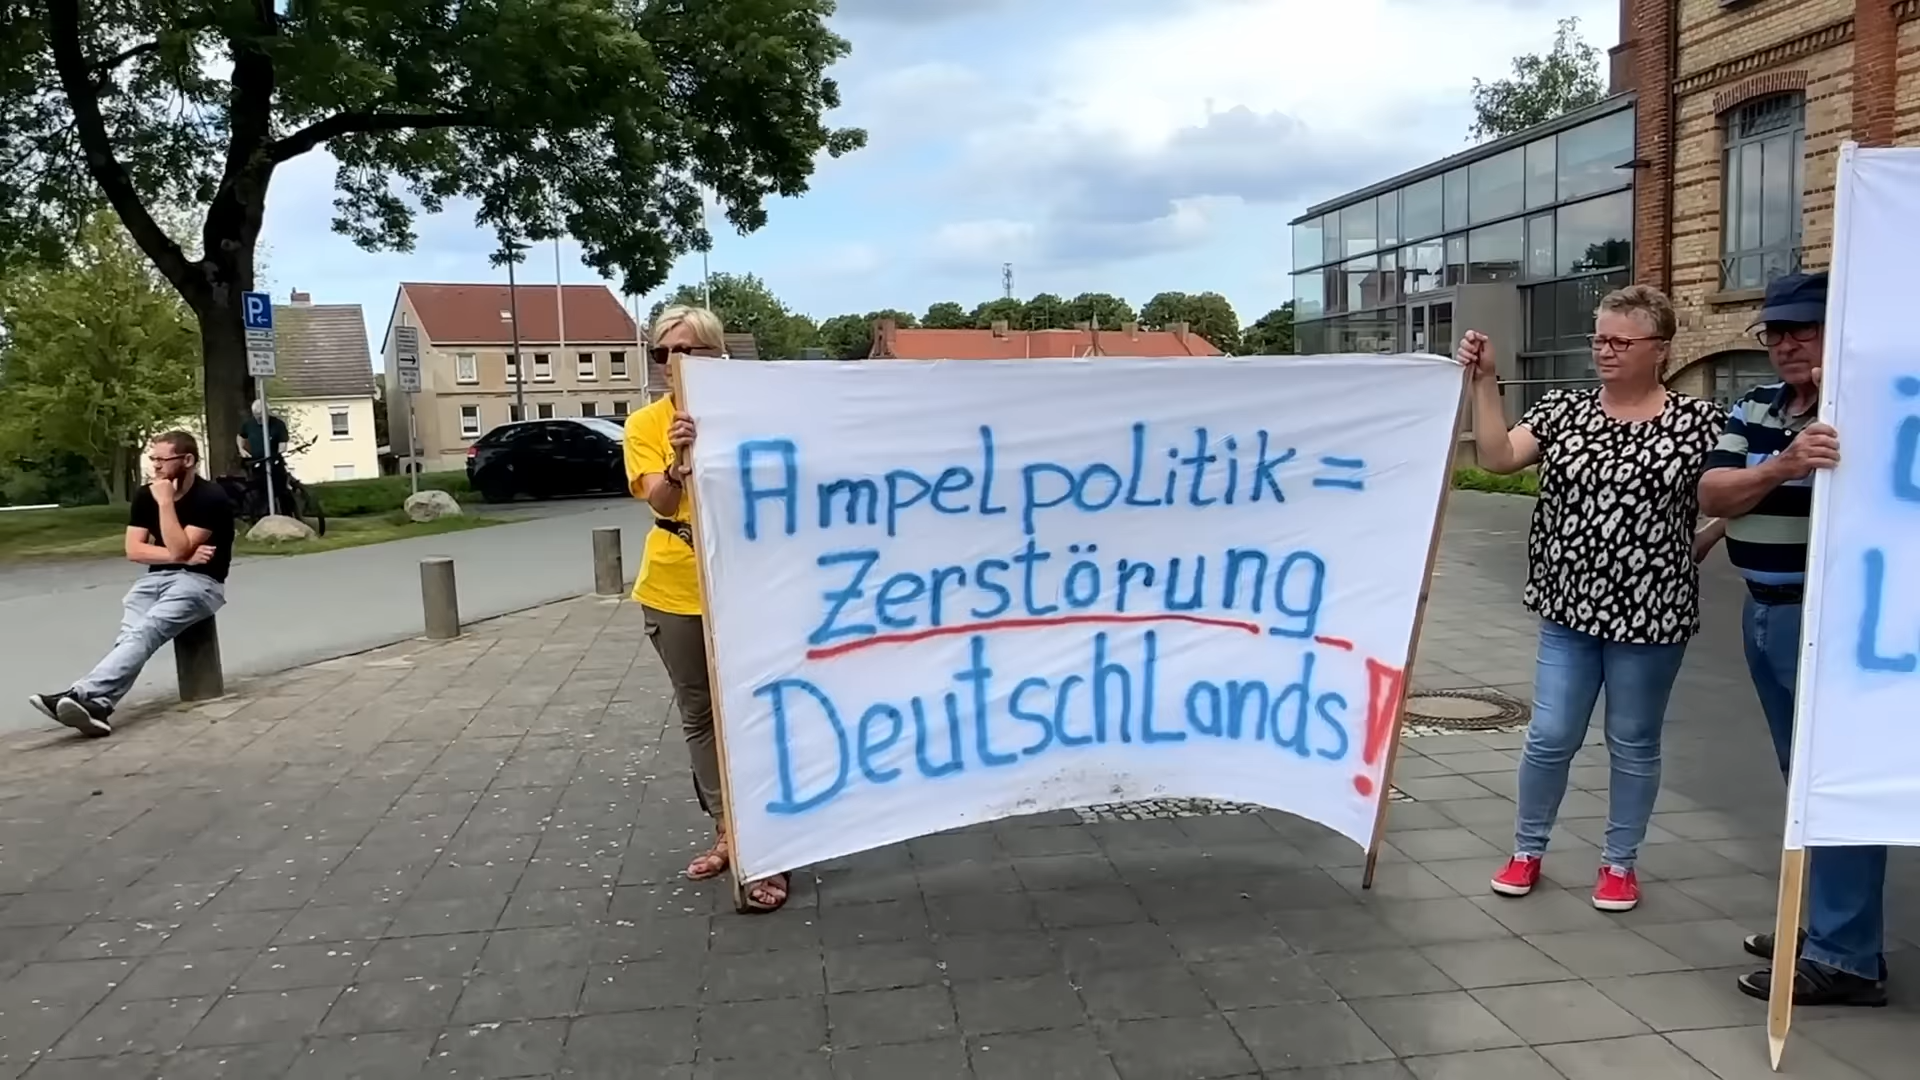 Ampelpolitik =
Zerstörung
Deutschlands!
P